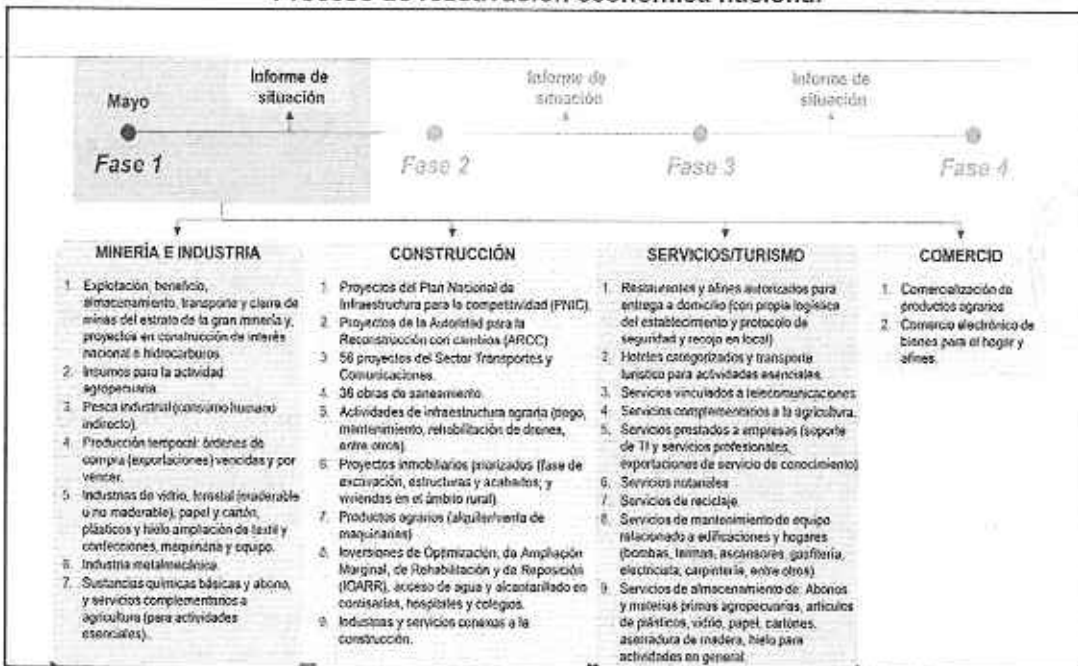 Proceso de reactivación económica nacional
Informe de
situación
Informe de
situación
Informe de
situación
Mayo
Fase 1
Fase 2
Fase 3
Fase 4
MINERÍA E INDUSTRIA
1. Explotación, beneficio,
almacenamiento, transporte y cierre de
minas del estrato de la gran minería y,
proyectos en construcción de interés
nacional e hidrocarburos.
2. Insumos para la actividad
agropecuaria.
3. Pesca industrial (consumo humano
indirecto).
4. Producción temporal: órdenes de
compra (exportaciones) vencidas y por
vencer.
5. Industrias de vidrio, forestal (maderable
o no maderable), papel y cartón,
plásticos y hielo ampliación de textil y
confecciones, maquinaria y equipo.
6. Industria metalmecánica.
7. Sustancias químicas básicas y abono,
y servicios complementarios a
agricultura (para actividades
esenciales).
CONSTRUCCIÓN
1. Proyectos del Plan Nacional de
Infraestructura para la competividad (PNIC).
2. Proyectos de la Autoridad para la
Reconstrucción con cambios (ARCC)
3. 56 proyectos del Sector Transportes y
Comunicaciones.
4. 36 obras de saneamiento.
5. Actividades de infraestructura agraria (riego,
mantenimiento, rehabilitación de drenes,
entre otros).
6. Proyectos inmobiliarios priorizados (fase de
excavación, estructuras y acabados; y
viviendas en el ámbito rural).
7. Productos agrarios (alquiler/venta de
maquinarias)
8. Inversiones de Optimización, de Ampliación
Marginal, de Rehabilitación y de Reposición
(IOARR), acceso de agua y alcantarillado en
comisarías, hospitales y colegios.
9. Industrias y servicios conexos a la
construcción.
SERVICIOS/TURISMO
1. Restaurantes y afines autorizados para
entrega a domicilio (con propia logística
del establecimiento y protocolo de
seguridad y recojo en local)
2. Hoteles categorizados y transporte
turístico para actividades esenciales.
3. Servicios vinculados a telecomunicaciones
4. Servicios complementarios a la agricultura.
5. Servicios prestados a empresas (soporte
de TI y servicios profesionales,
exportaciones de servicio de conocimiento)
6. Servicios notariales
7. Servicios de reciclaje.
8. Servicios de mantenimiento de equipo
relacionado a edificaciones y hogares
(bombas, termas, ascensores, gasfitería,
electricista, carpintería, entre otros).
9. Servicios de almacenamiento de: Abonos
y materias primas agropecuarias, artículos
de plásticos, vidrio, papel, cartones,
aserradura de madera, hielo para
actividades en general.
COMERCIO
1. Comercialización de
productos agrarios
2. Comercio electrónico de
bienes para el hogar y
afines.